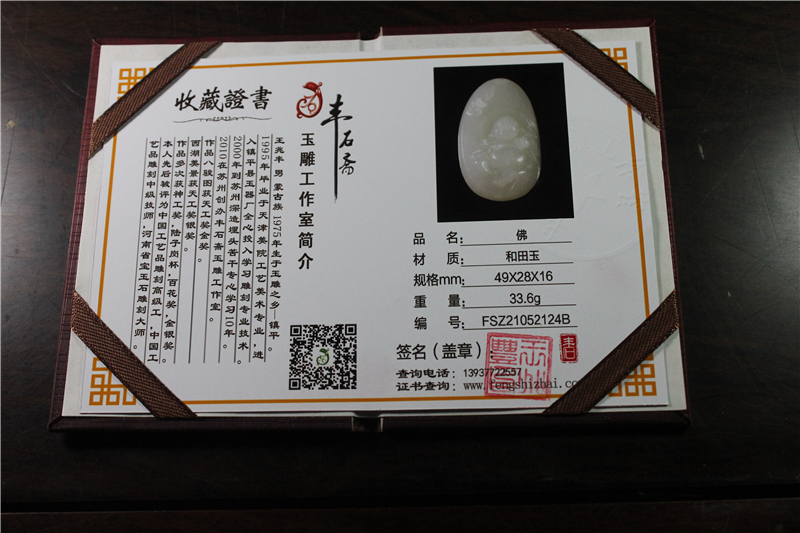 收藏證書
丰石斋
玉雕工作室简介
王兆丰 男 蒙古族 1975年生于玉雕之乡—镇平。
1995年毕业于天津美院工艺美术专业，进
入镇平县玉器厂全心投入学习雕刻专业技术。
2000年到苏州深造埋头苦干专心学习10年。
2010在苏州创办丰石斋玉雕工作室。
作品：骏图获天工奖金奖。
西湖美景获天工奖银奖。
作品多次获神工奖，陆子岗杯，百花奖，金银奖。
本人先后被评为中国工艺品雕刻高级工，中国工
艺品雕刻中级技师，河南省宝玉石雕刻大师。
品 名： 佛
材 质： 和田玉
规格mm： 49X28X16
重 量： 33.6g
编 号： FSZ21052124B
签名（盖章）：
丰石
查询电话： 13937722557
证书查询： www.fengshizhai.co